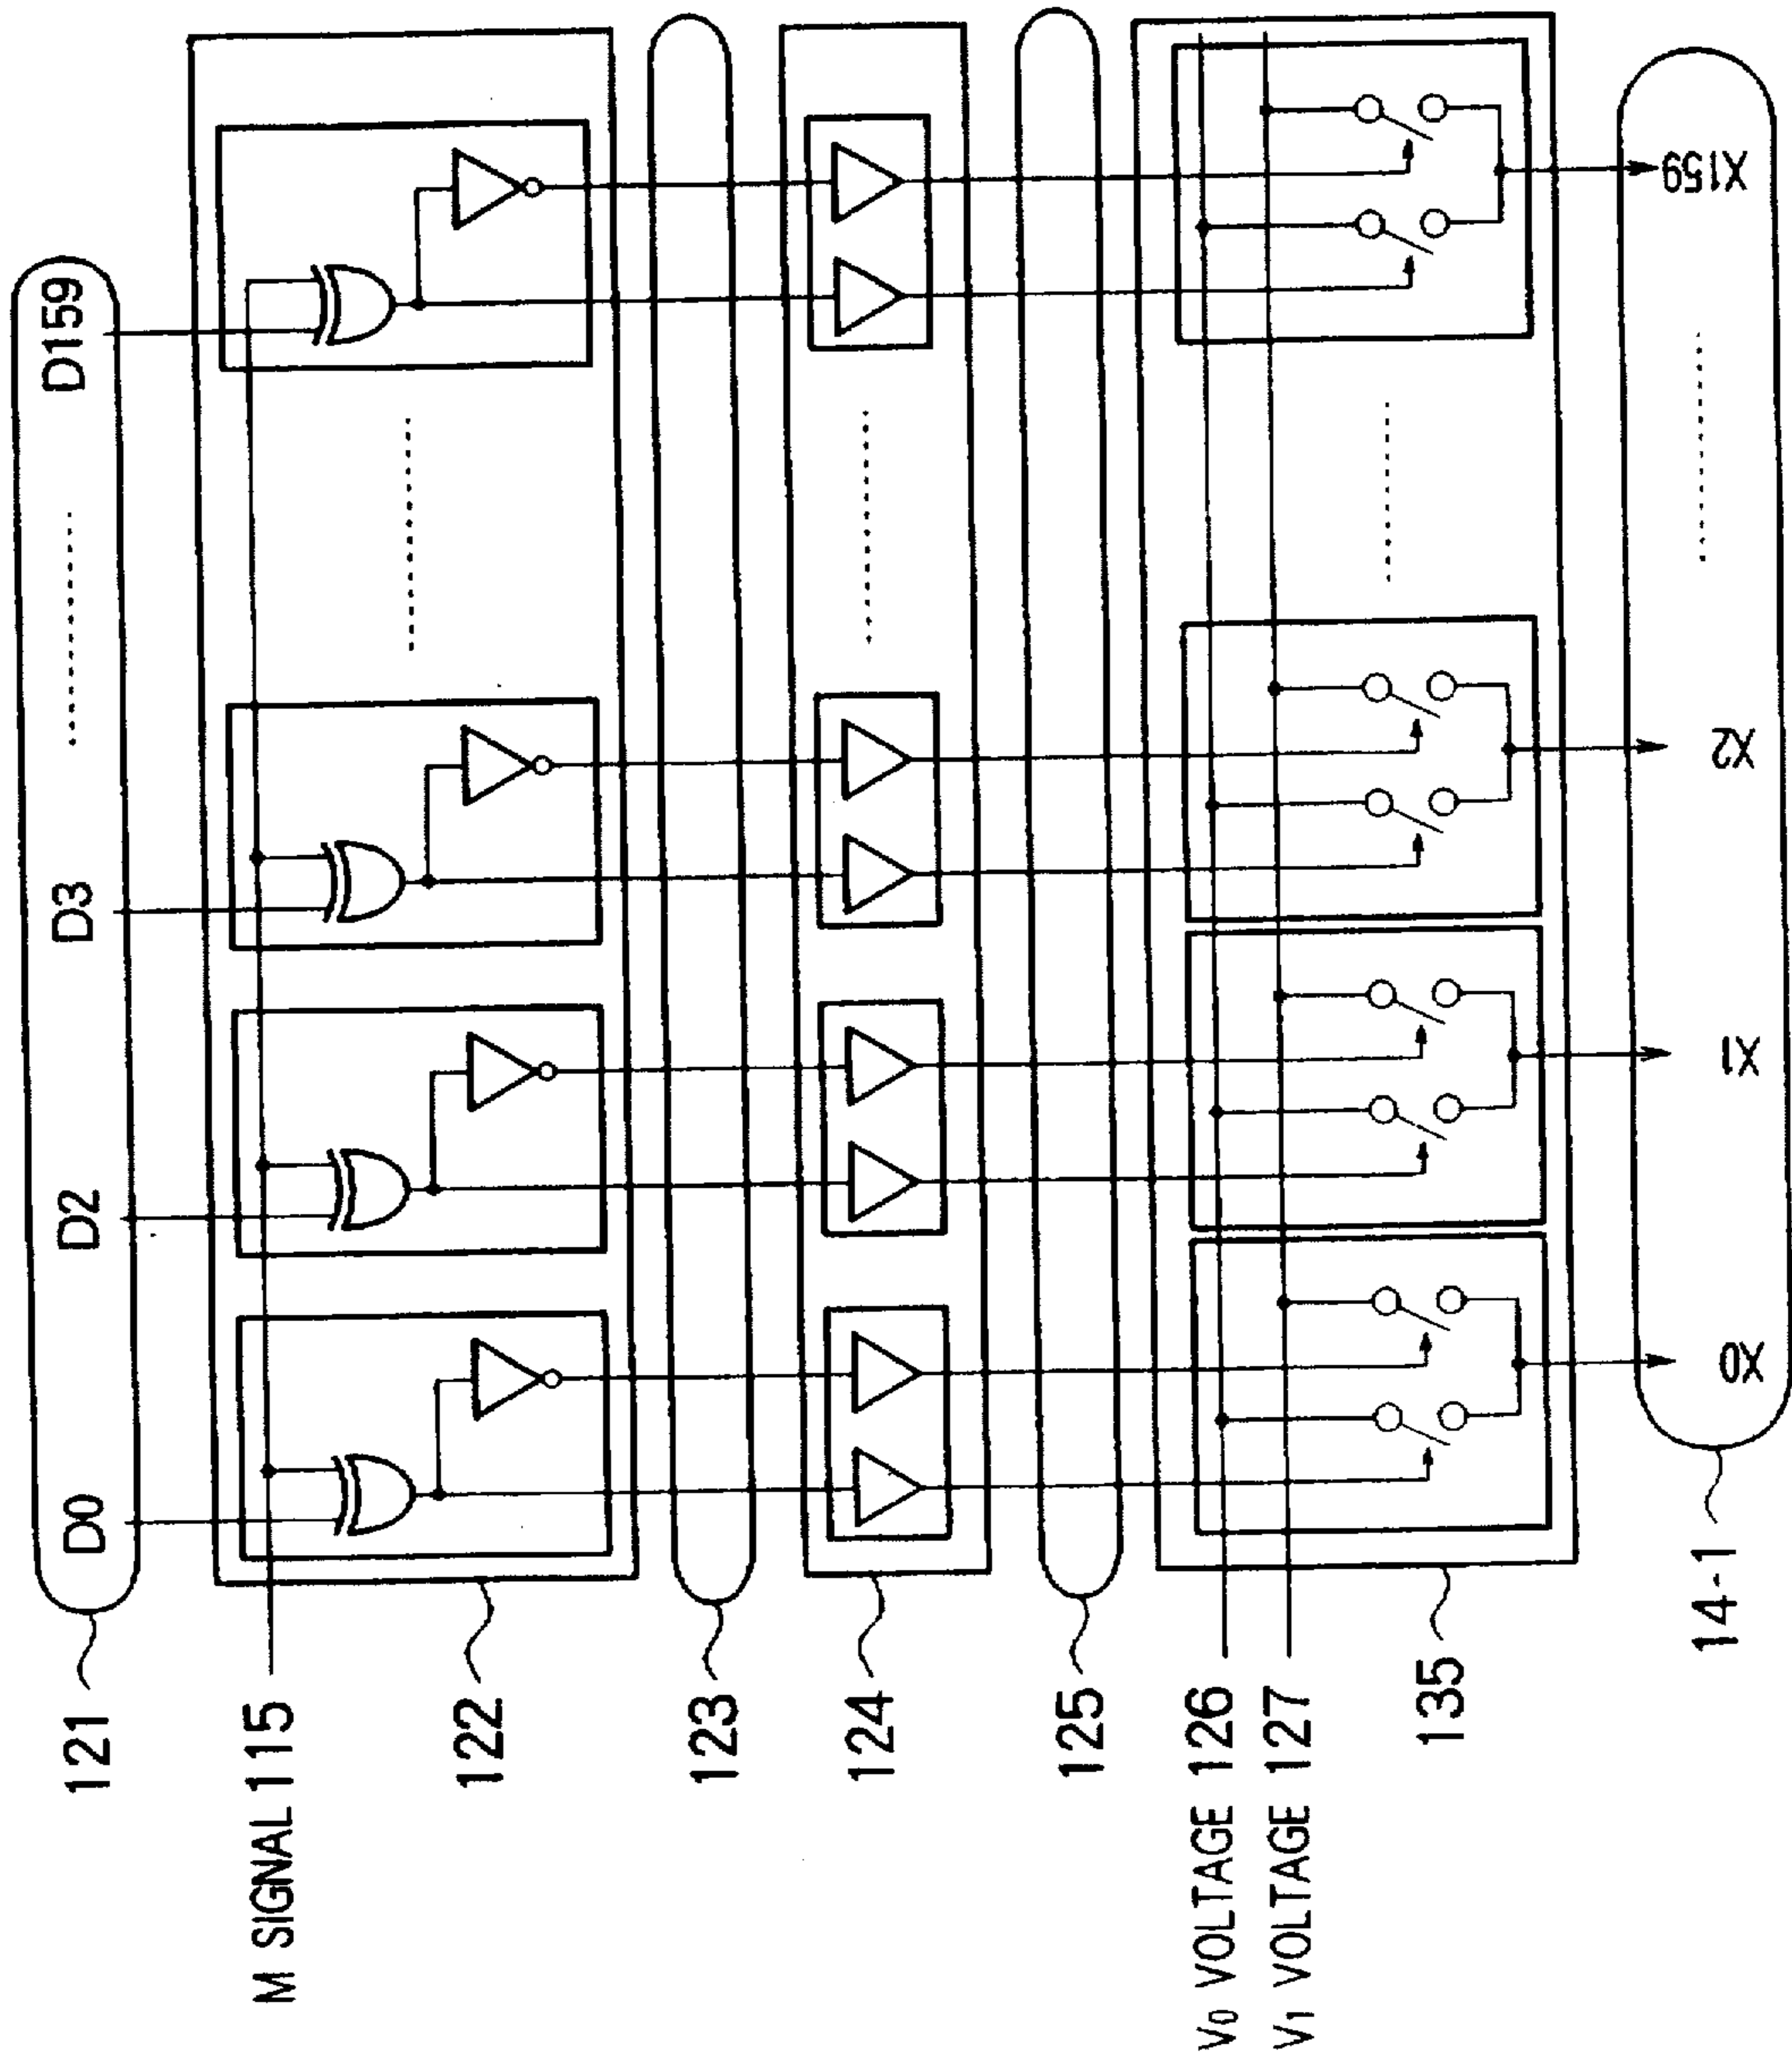 121
D0 D2 D3 ............ D159
M SIGNAL 115
122
............
123
124
............
125
V0 VOLTAGE 126
V1 VOLTAGE 127
135
............
14-1
X0 X1 X2 ............ X159